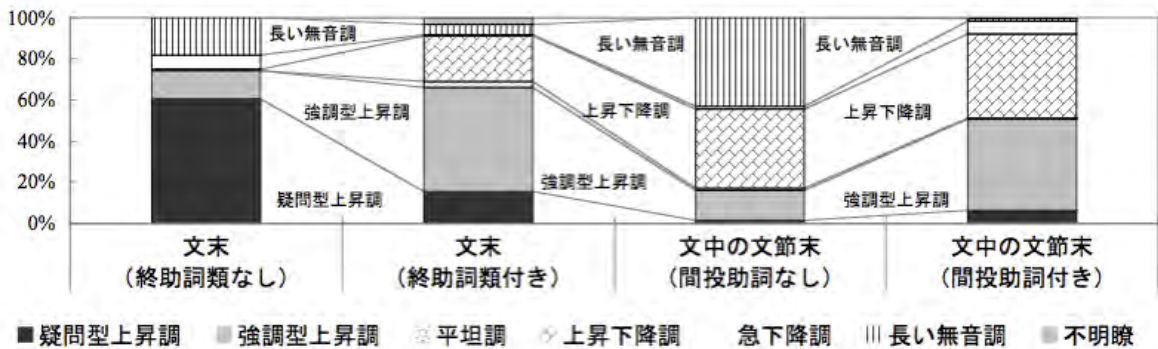 100%
80%
60%
40%
20%
0%
長い無音調
強調型上昇調
疑問型上昇調
上昇下降調
強調型上昇調
長い無音調
長い無音調
上昇下降調
強調型上昇調
文末
（終助詞類なし）
文末
（終助詞類付き）
文中の文節末
（間投助詞なし）
文中の文節末
（間投助詞付き）
疑問型上昇調 強調型上昇調 平坦調 上昇下降調 急下降調 長い無音調 不明瞭